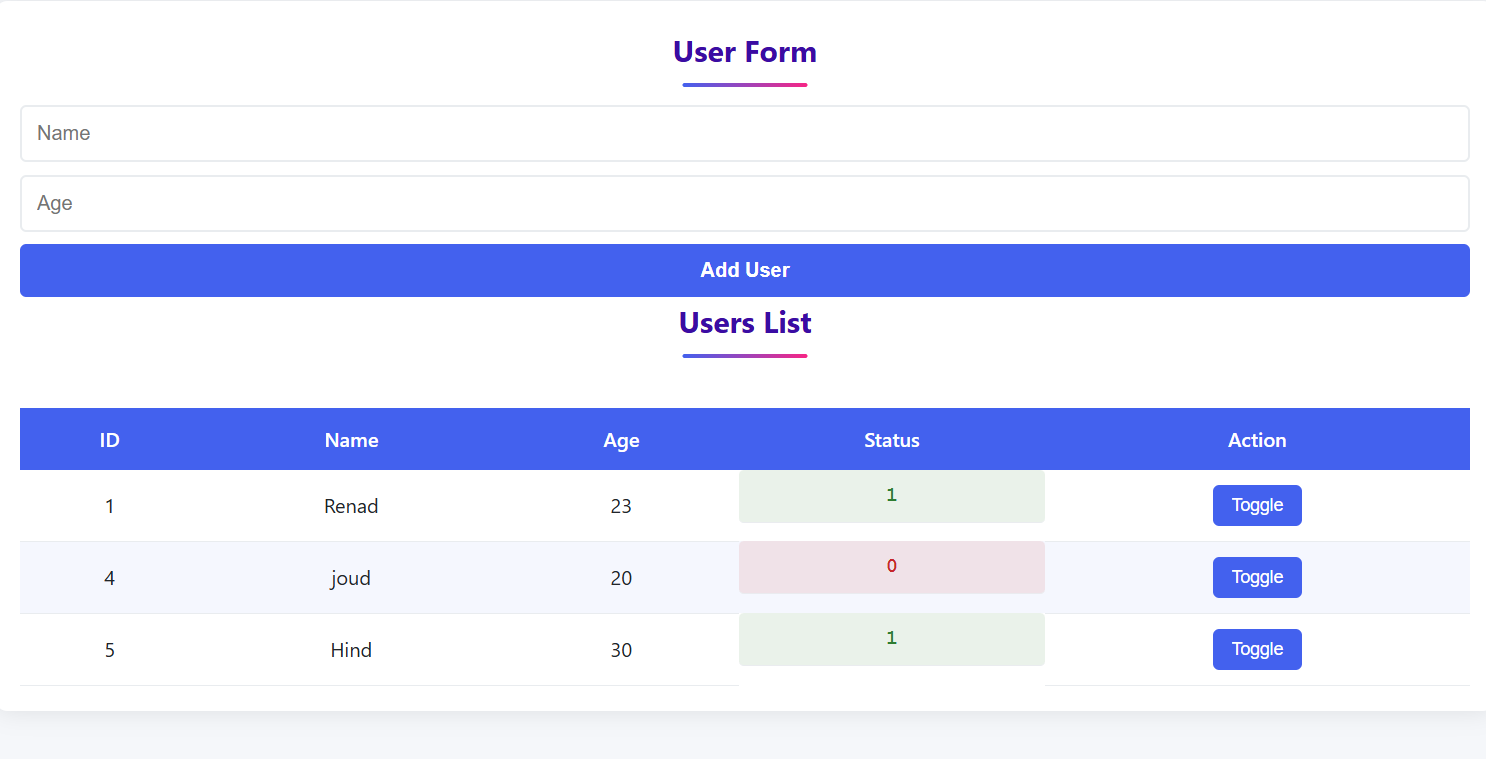 User Form
Name
Age
Add User
Users List
ID Name Age Status Action
1 Renad 23 1 Toggle
4 joud 20 0 Toggle
5 Hind 30 1 Toggle